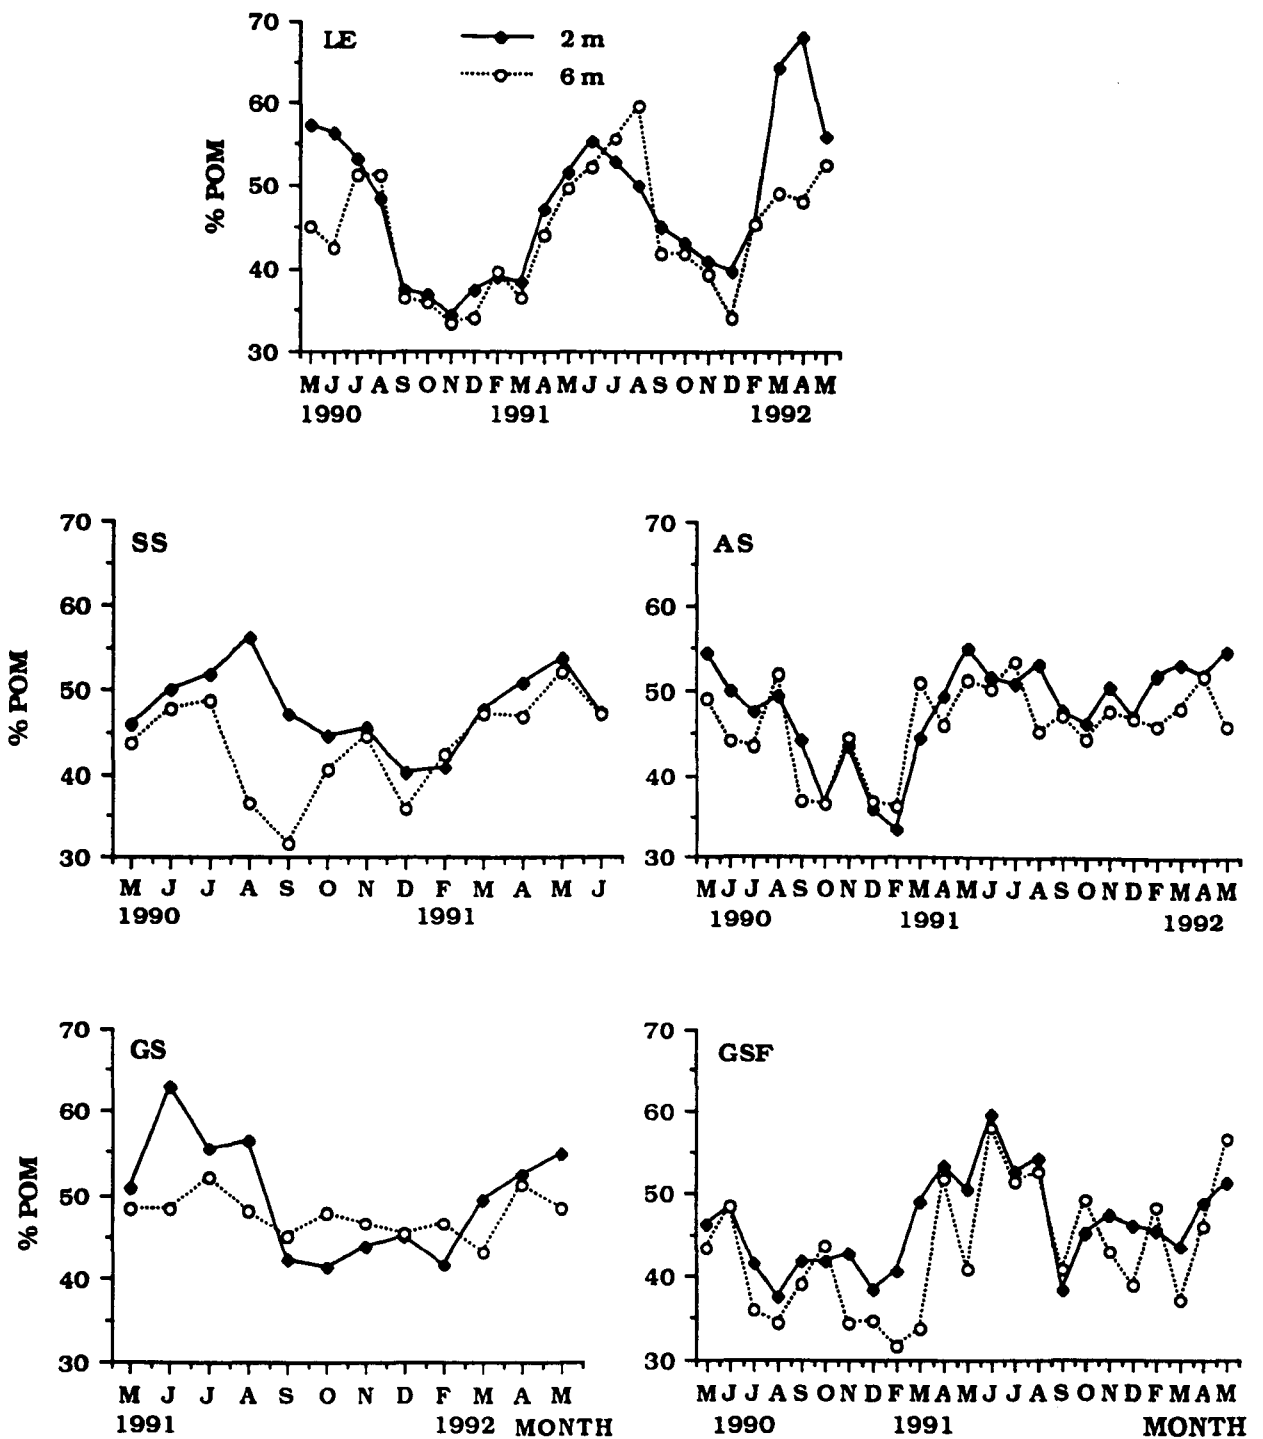 70
LE
2 m
6 m
60
50
40
30
% POM
M J J A S O N D F M A M J J A S O N D F M A M
1990 1991 1992
70
SS
60
50
40
30
% POM
M J J A S O N D F M A M J
1990 1991
70
AS
60
50
40
30
M J J A S O N D F M A M J J A S O N D F M A M
1990 1991 1992
70
GS
60
50
40
30
% POM
M J J A S O N D F M A M
1991 1992 MONTH
70
GSF
60
50
40
30
M J J A S O N D F M A M J J A S O N D F M A M
1990 1991 MONTH